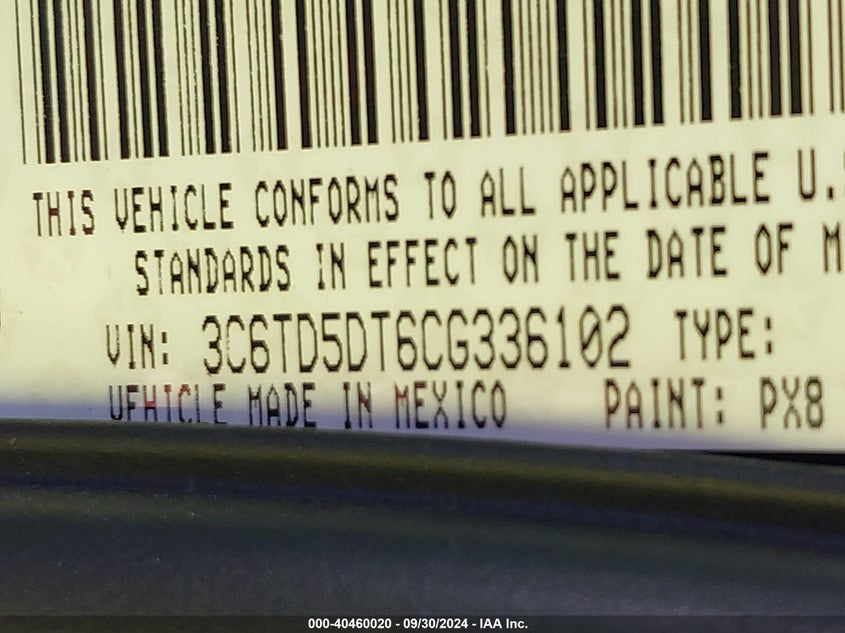 THIS VEHICLE CONFORMS TO ALL APPLICABLE U.S
STANDARDS IN EFFECT ON THE DATE OF M
VIN: 3C6TD5DT6CG336102 TYPE:
VEHICLE MADE IN MEXICO PAINT: PX8
000-40460020 - 09/30/2024 - IAA Inc.